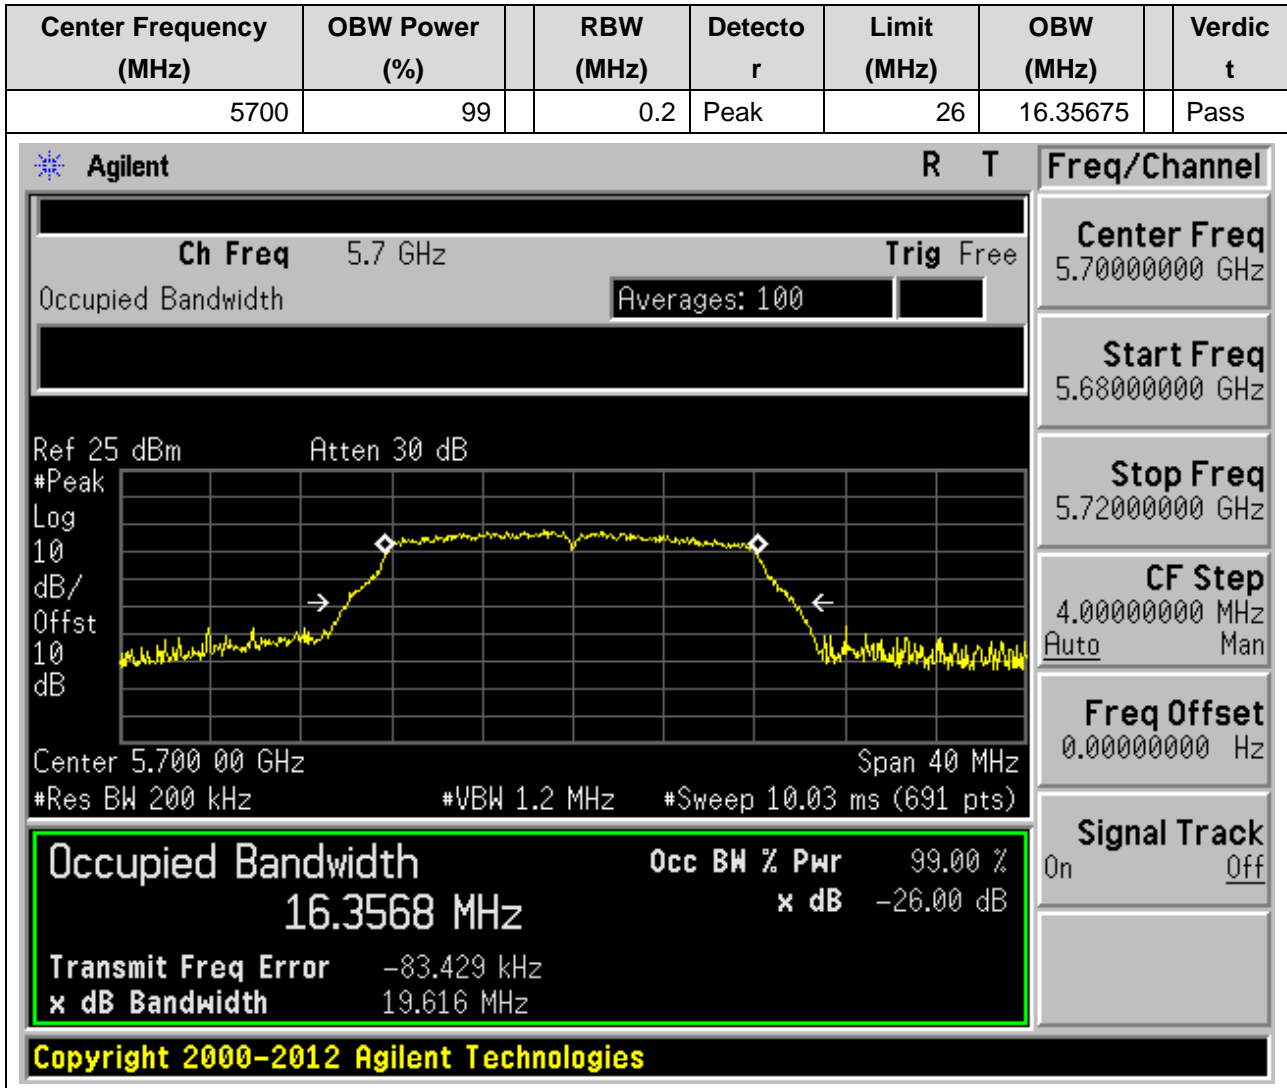 Center Frequency OBW Power RBW Detecto Limit OBW Verdic
(MHz) (%) (MHz) r (MHz) (MHz) t
5700 99 0.2 Peak 26 16.35675 Pass
Agilent R T Freq/Channel
Ch Freq 5.7 GHz Trig Free
Occupied Bandwidth Averages: 100
Center Freq
5.70000000 GHz
Start Freq
5.68000000 GHz
Stop Freq
5.72000000 GHz
CF Step
4.00000000 MHz
Auto Man
Freq Offset
0.00000000 Hz
Signal Track
On Off
Ref 25 dBm Atten 30 dB
#Peak
Log
10
dB/
Offst
10
dB
Center 5.700 00 GHz Span 40 MHz
#Res BW 200 kHz #VBW 1.2 MHz #Sweep 10.03 ms (691 pts)
Occupied Bandwidth Occ BW % Pwr 99.00 %
16.3568 MHz x dB -26.00 dB
Transmit Freq Error -83.429 kHz
x dB Bandwidth 19.616 MHz
Copyright 2000-2012 Agilent Technologies